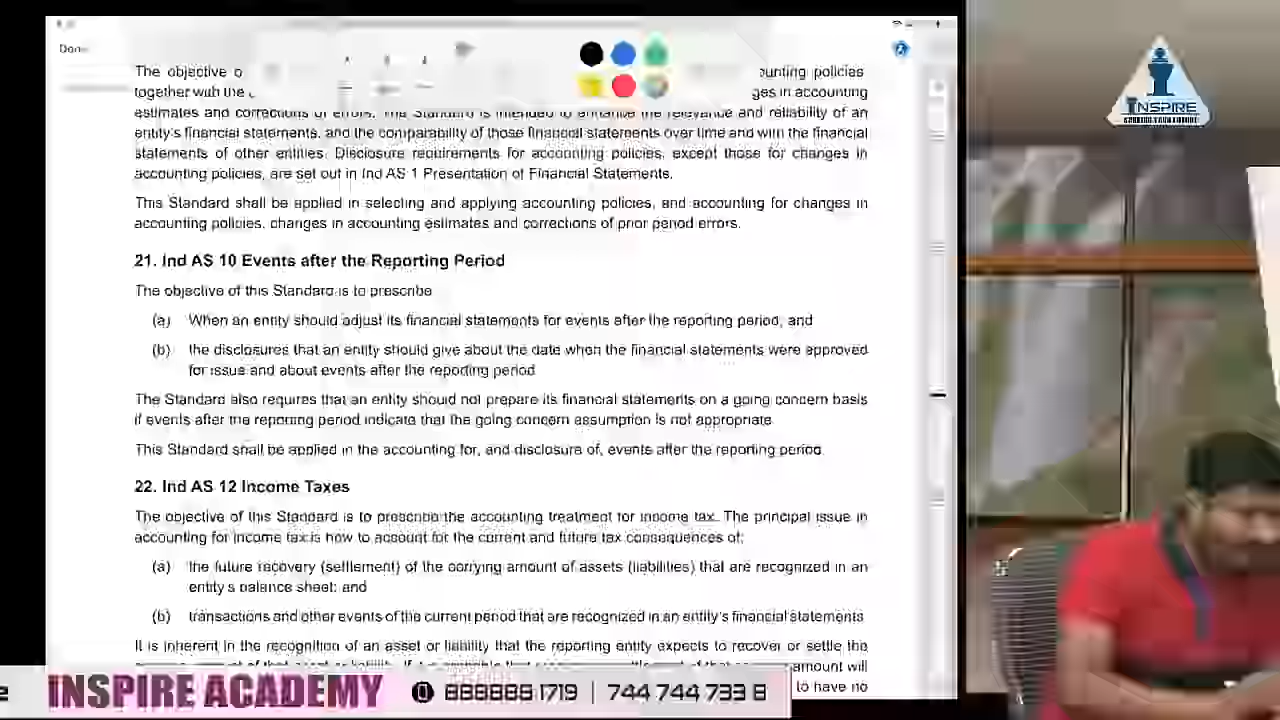 Done
The objective o
ounting policies
together with the
ges in accounting
estimates and corrections of errors. The Standard is intended to enhance the relevance and reliability of an
entity's financial statements, and the comparability of those financial statements over time and with the financial
statements of other entities. Disclosure requirements for accounting policies, except those for changes in
accounting policies, are set out in Ind AS 1 Presentation of Financial Statements.
This Standard shall be applied in selecting and applying accounting policies, and accounting for changes in
accounting policies, changes in accounting estimates and corrections of prior period errors.
21. Ind AS 10 Events after the Reporting Period
The objective of this Standard is to prescribe
(a) When an entity should adjust its financial statements for events after the reporting period, and
(b) the disclosures that an entity should give about the date when the financial statements were approved
for issue and about events after the reporting period
The Standard also requires that an entity should not prepare its financial statements on a going concern basis
if events after the reporting period indicate that the going concern assumption is not appropriate
This Standard shall be applied in the accounting for, and disclosure of, events after the reporting period.
22. Ind AS 12 Income Taxes
The objective of this Standard is to prescribe the accounting treatment for income tax. The principal issue in
accounting for income tax is how to account for the current and future tax consequences of:
(a) the future recovery (settlement) of the carrying amount of assets (liabilities) that are recognized in an
entity's balance sheet; and
(b) transactions and other events of the current period that are recognized in an entity's financial statements
It is inherent in the recognition of an asset or liability that the reporting entity expects to recover or settle the
amount will
to have no
INSPIRE ACADEMY 888888 1719 | 744 744 733 8
INSPIRE